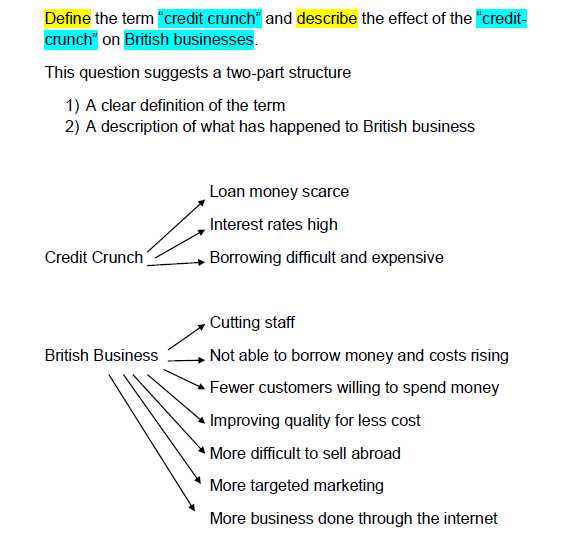 Define the term “credit crunch” and describe the effect of the “credit-
crunch” on British businesses.
This question suggests a two-part structure
1) A clear definition of the term
2) A description of what has happened to British business
Loan money scarce
Interest rates high
Credit Crunch Borrowing difficult and expensive
Cutting staff
British Business Not able to borrow money and costs rising
Fewer customers willing to spend money
Improving quality for less cost
More difficult to sell abroad
More targeted marketing
More business done through the internet